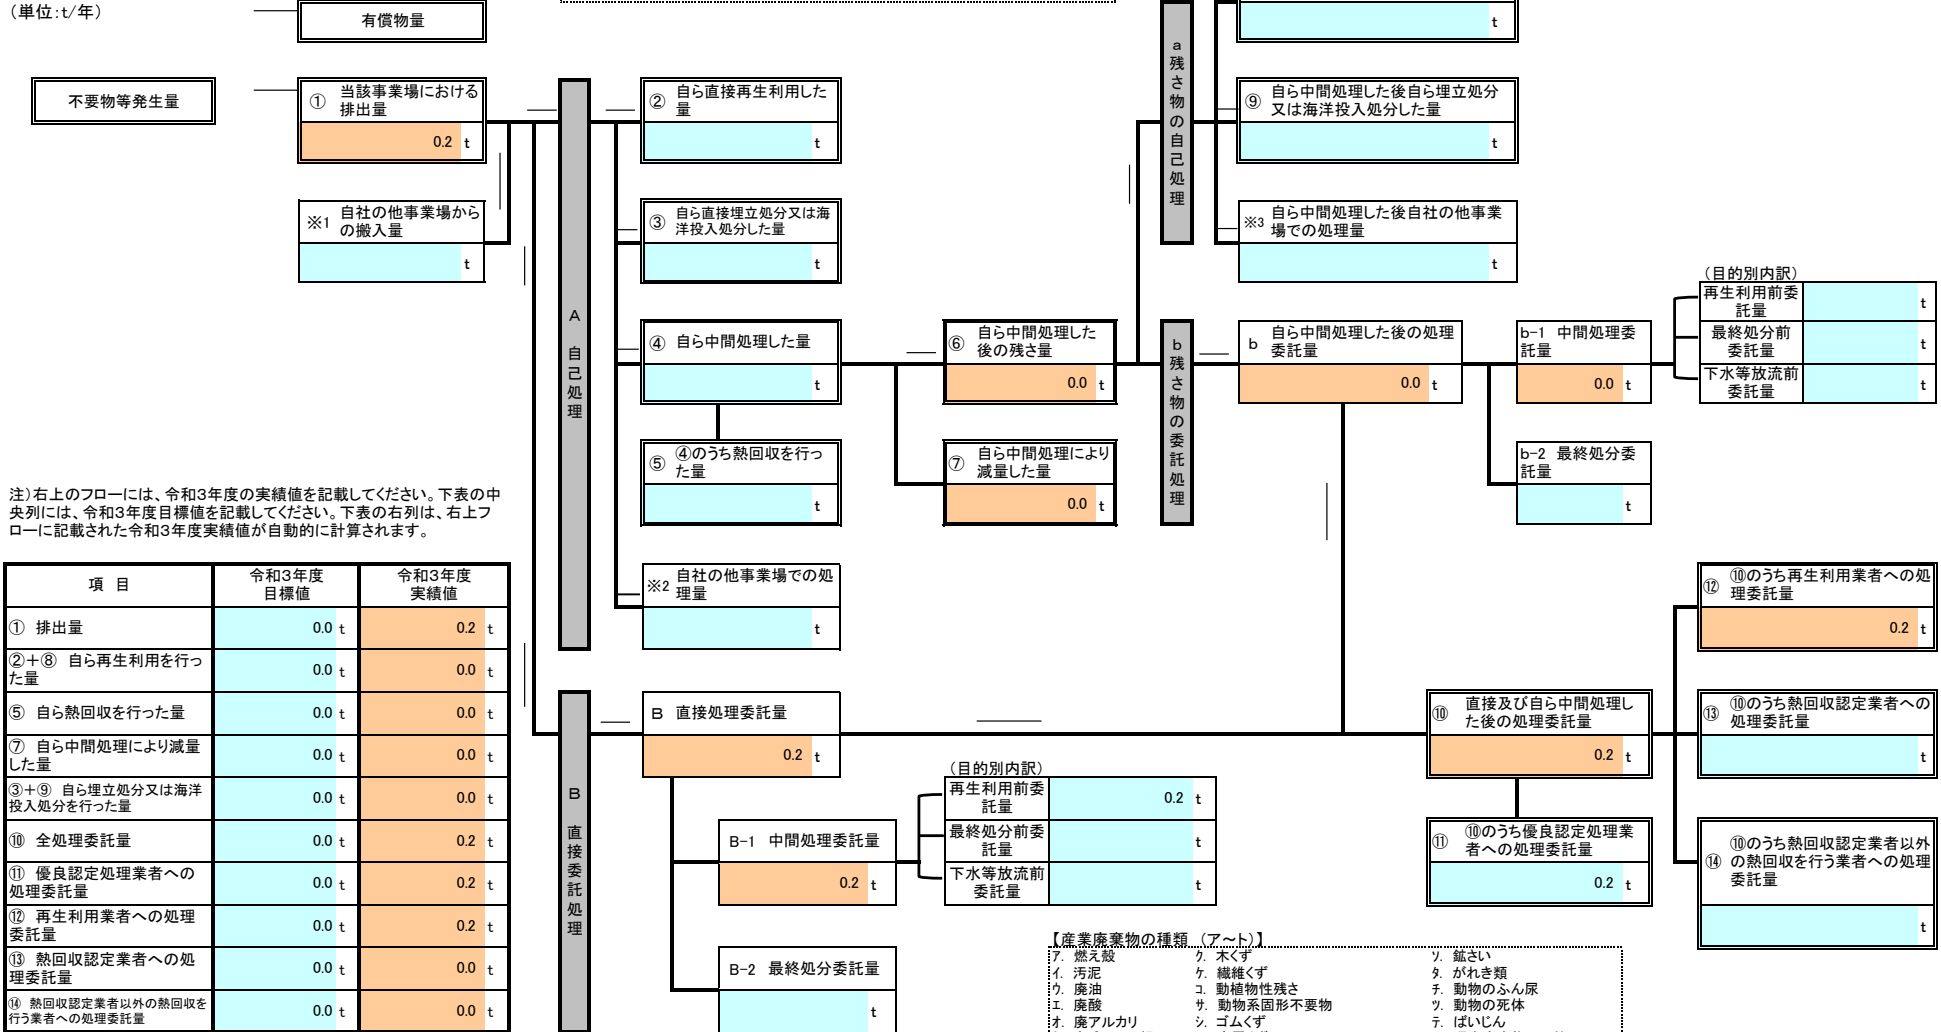 （単位：t/年）
有償物量
t
不要物等発生量
① 当該事業場における
排出量
0.2 t
※1 自社の他事業場から
の搬入量
t
A 自己処理
② 自ら直接再生利用した
量
t
③ 自ら直接埋立処分又は海
洋投入処分した量
t
④ 自ら中間処理した量
t
⑤ ④のうち熱回収を行っ
た量
t
※2 自社の他事業場での処
理量
t
⑥ 自ら中間処理した
後の残さ量
0.0 t
⑦ 自ら中間処理により
減量した量
0.0 t
a 残さ物の自己処理
⑨ 自ら中間処理した後自ら埋立処分
又は海洋投入処分した量
t
※3 自ら中間処理した後自社の他事業
場での処理量
t
b 残さ物の委託処理
b 自ら中間処理した後の処理
委託量
0.0 t
b-1 中間処理委
託量
0.0 t
b-2 最終処分委
託量
t
（目的別内訳）
再生利用前委
託量
t
最終処分前
委託量
t
下水等放流前
委託量
t
注）右上のフローには、令和3年度の実績値を記載してください。下表の中
央列には、令和3年度目標値を記載してください。下表の右列は、右上フ
ローに記載された令和3年度実績値が自動的に計算されます。
項 目
令和3年度
目標値
令和3年度
実績値
① 排出量 0.0 t 0.2 t
②＋⑧ 自ら再生利用を行っ
た量 0.0 t 0.0 t
⑤ 自ら熱回収を行った量 0.0 t 0.0 t
⑦ 自ら中間処理により減量
した量 0.0 t 0.0 t
③＋⑨ 自ら埋立処分又は海洋
投入処分を行った量 0.0 t 0.0 t
⑩ 全処理委託量 0.0 t 0.2 t
⑪ 優良認定処理業者への
処理委託量 0.0 t 0.2 t
⑫ 再生利用業者への処理
委託量 0.0 t 0.2 t
⑬ 熱回収認定業者への処
理委託量 0.0 t 0.0 t
⑭ 熱回収認定業者以外の熱回収を
行う業者への処理委託量 0.0 t 0.0 t
B 直接委託処理
B 直接処理委託量
0.2 t
B-1 中間処理委託量
0.2 t
B-2 最終処分委託量
t
（目的別内訳）
再生利用前委
託量
0.2 t
最終処分前委
託量
下水等放流前
委託量
t
⑩ 直接及び自ら中間処理し
た後の処理委託量
0.2 t
⑪ ⑩のうち優良認定処理業
者への処理委託量
0.2 t
⑫ ⑩のうち再生利用業者への処
理委託量
0.2 t
⑬ ⑩のうち熱回収認定業者への
処理委託量
t
⑭ ⑩のうち熱回収認定業者以外
の熱回収を行う業者への処理
委託量
t
【産業廃棄物の種類 （ア～ト）】
ア. 燃え殻 ク. 木くず ソ. 鉱さい
イ. 汚泥 ケ. 繊維くず タ. がれき類
ウ. 廃油 コ. 動植物性残さ チ. 動物のふん尿
エ. 廃酸 サ. 動物系固形不要物 ツ. 動物の死体
オ. 廃アルカリ シ. ゴムくず テ. ばいじん